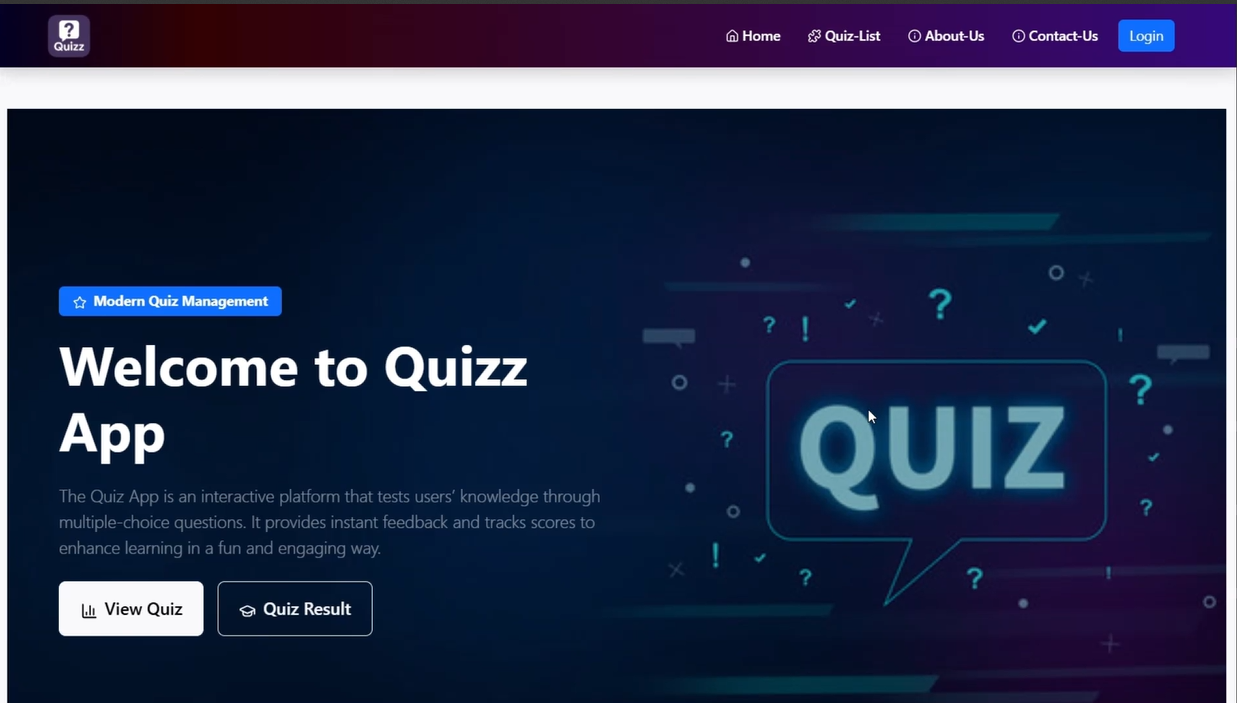 ?
Quizz
Home
Quiz-List
About-Us
Contact-Us
Login
Modern Quiz Management
Welcome to Quizz
App
The Quiz App is an interactive platform that tests users’ knowledge through
multiple-choice questions. It provides instant feedback and tracks scores to
enhance learning in a fun and engaging way.
View Quiz
Quiz Result
QUIZ